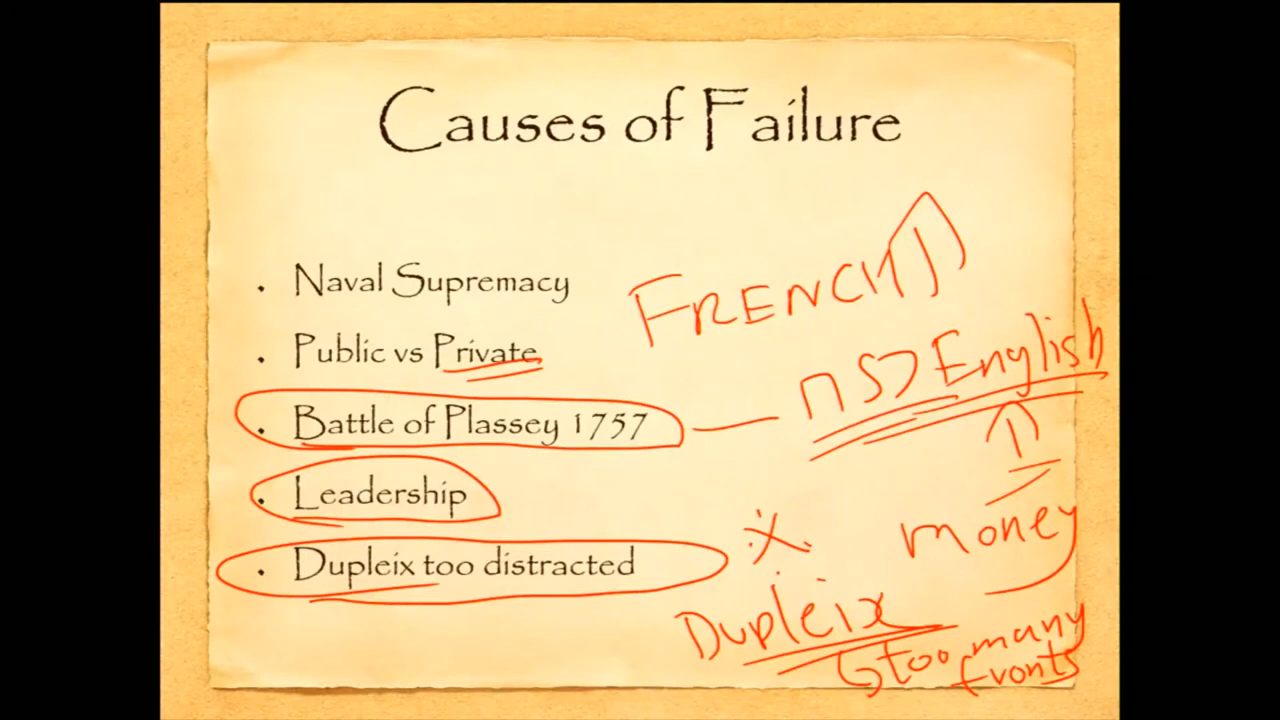 Causes of Failure
. Naval Supremacy
FRENCH
. Public vs Private
English
. Battle of Plassey 1757
. Leadership
money
. Dupleix too distracted
Dupleix
too many
fronts